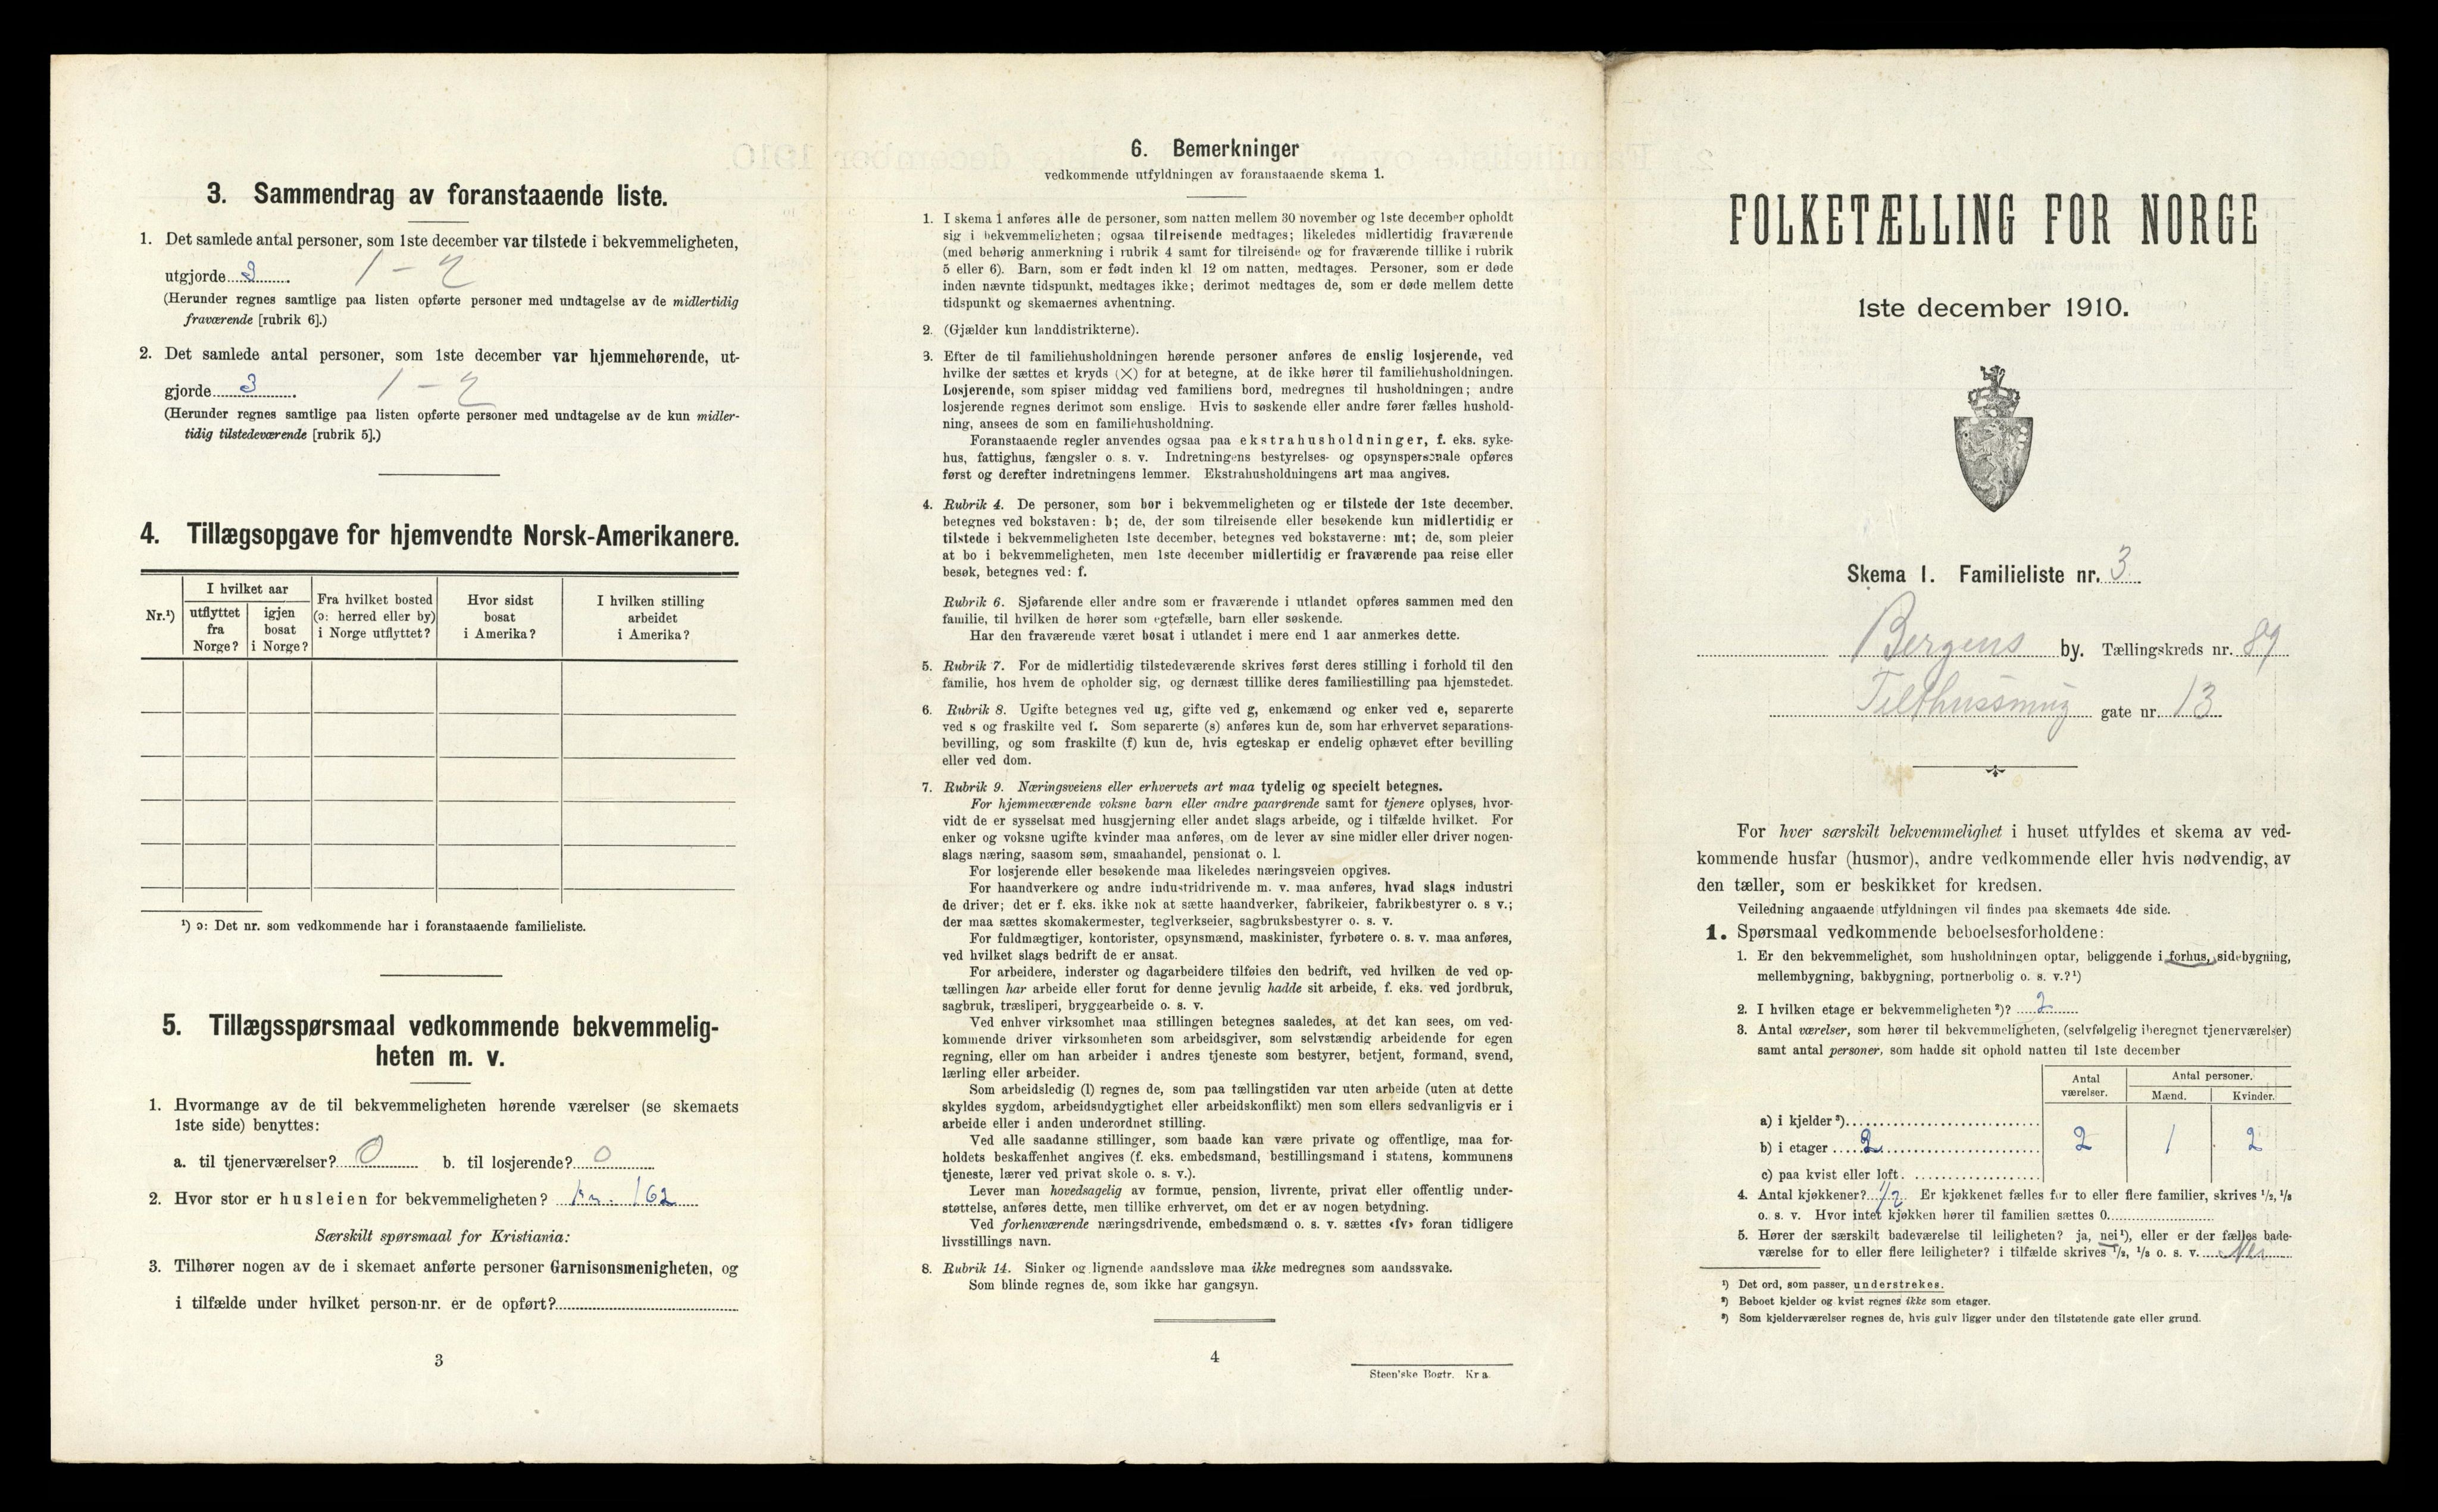 3. Sammendrag av foranstaaende liste.
1. Det samlede antal personer, som 1ste december var tilstede i bekvemmeligheten,
utgjorde 3 1 – 2
(Herunder regnes samtlige paa listen opførte personer med undtagelse av de midlertidig
fraværende [rubrik 6].)
2. Det samlede antal personer, som 1ste december var hjemmehørende, ut-
gjorde 3 1 – 2
(Herunder regnes samtlige paa listen opførte personer med undtagelse av de kun midler-
tidig tilstedeværende [rubrik 5].)
4. Tillægsopgave for hjemvendte Norsk-Amerikanere.
Nr.¹)
I hvilket aar
utflyttet fra Norge?
igjen bosat i Norge?
Fra hvilket bosted (ɔ: herred eller by) i Norge utflyttet?
Hvor sidst bosat i Amerika?
I hvilken stilling arbeidet i Amerika?
¹) ɔ: Det nr. som vedkommende har i foranstaaende familieliste.
5. Tillægsspørsmaal vedkommende bekvemmelig-
heten m. v.
1. Hvormange av de til bekvemmeligheten hørende værelser (se skemaets
1ste side) benyttes:
a. til tjenerværelser? 0 b. til losjerende? 0
2. Hvor stor er husleien for bekvemmeligheten? Kr. 162
Særskilt spørsmaal for Kristiania:
3. Tilhører nogen av de i skemaet anførte personer Garnisonsmenigheten, og
i tilfælde under hvilket person-nr. er de opført?
3
6. Bemerkninger
vedkommende utfyldningen av foranstaaende skema 1.
1. I skema 1 anføres alle de personer, som natten mellem 30 november og 1ste december opholdt
sig i bekvemmeligheten; ogsaa tilreisende medtages; likeledes midlertidig fraværende
(med behørig anmerkning i rubrik 4 samt for tilreisende og for fraværende tillike i rubrik
5 eller 6). Barn, som er født inden kl. 12 om natten, medtages. Personer, som er døde
inden nævnte tidspunkt, medtages ikke; derimot medtages de, som er døde mellem dette
tidspunkt og skemaernes avhentning.
2. (Gjælder kun landdistrikterne).
3. Efter de til familiehusholdningen hørende personer anføres de enslig losjerende, ved
hvilke der sættes et kryds (×) for at betegne, at de ikke hører til familiehusholdningen.
Losjerende, som spiser middag ved familiens bord, medregnes til husholdningen; andre
losjerende regnes derimot som enslige. Hvis to søskende eller andre fører fælles hushold-
ning, ansees de som en familiehusholdning.
Foranstaaende regler anvendes ogsaa paa ekstrahusholdninger, f. eks. syke-
hus, fattighus, fængsler o. s. v. Indretningens bestyrelses- og opsynspersonale opføres
først og derefter indretningens lemmer. Ekstrahusholdningens art maa angives.
4. Rubrik 4. De personer, som bor i bekvemmeligheten og er tilstede der 1ste december,
betegnes ved bokstaven: b; de, der som tilreisende eller besøkende kun midlertidig er
tilstede i bekvemmeligheten 1ste december, betegnes ved bokstaverne: mt; de, som pleier
at bo i bekvemmeligheten, men 1ste december midlertidig er fraværende paa reise eller
besøk, betegnes ved: f.
Rubrik 6. Sjøfarende eller andre som er fraværende i utlandet opføres sammen med den
familie, til hvilken de hører som egtefælle, barn eller søskende.
Har den fraværende været bosat i utlandet i mere end 1 aar anmerkes dette.
5. Rubrik 7. For de midlertidig tilstedeværende skrives først deres stilling i forhold til den
familie, hos hvem de opholder sig, og dernæst tillike deres familiestilling paa hjemstedet.
6. Rubrik 8. Ugifte betegnes ved ug, gifte ved g, enkemænd og enker ved e, separerte
ved s og fraskilte ved f. Som separerte (s) anføres kun de, som har erhvervet separations-
bevilling, og som fraskilte (f) kun de, hvis egteskap er endelig ophævet efter bevilling
eller ved dom.
7. Rubrik 9. Næringsveiens eller erhvervets art maa tydelig og specielt betegnes.
For hjemmeværende voksne barn eller andre paarørende samt for tjenere oplyses, hvor-
vidt de er sysselsat med husgjerning eller andet slags arbeide, og i tilfælde hvilket. For
enker og voksne ugifte kvinder maa anføres, om de lever av sine midler eller driver nogen-
slags næring, saasom søm, smaahandel, pensionat o. l.
For losjerende eller besøkende maa likeledes næringsveien opgives.
For haandverkere og andre industridrivende m. v. maa anføres, hvad slags industri
de driver; det er f. eks. ikke nok at sætte haandverker, fabrikeier, fabrikbestyrer o. s v.;
der maa sættes skomakermester, teglverkseier, sagbruksbestyrer o. s. v.
For fuldmægtiger, kontorister, opsynsmænd, maskinister, fyrbøtere o. s. v. maa anføres,
ved hvilket slags bedrift de er ansat.
For arbeidere, inderster og dagarbeidere tilføies den bedrift, ved hvilken de ved op-
tællingen har arbeide eller forut for denne jevnlig hadde sit arbeide, f. eks. ved jordbruk,
sagbruk, træsliperi, bryggearbeide o. s. v.
Ved enhver virksomhet maa stillingen betegnes saaledes, at det kan sees, om ved-
kommende driver virksomheten som arbeidsgiver, som selvstændig arbeidende for egen
regning, eller om han arbeider i andres tjeneste som bestyrer, betjent, formand, svend,
lærling eller arbeider.
Som arbeidsledig (l) regnes de, som paa tællingstiden var uten arbeide (uten at dette
skyldes sygdom, arbeidsudygtighet eller arbeidskonflikt) men som ellers sedvanligvis er i
arbeide eller i anden underordnet stilling.
Ved alle saadanne stillinger, som baade kan være private og offentlige, maa for-
holdets beskaffenhet angives (f. eks. embedsmand, bestillingsmand i statens, kommunens
tjeneste, lærer ved privat skole o. s. v.).
Lever man hovedsagelig av formue, pension, livrente, privat eller offentlig under-
støttelse, anføres dette, men tillike erhvervet, om det er av nogen betydning.
Ved forhenværende næringsdrivende, embedsmænd o. s. v. sættes «fv» foran tidligere
livsstillings navn.
8. Rubrik 14. Sinker og lignende aandssløve maa ikke medregnes som aandssvake.
Som blinde regnes de, som ikke har gangsyn.
4
Steen'ske Bogtr. Kr a.
FOLKETÆLLING FOR NORGE
1ste december 1910.
Skema 1. Familieliste nr. 3
Bergens by. Tællingskreds nr. 89
gate nr. 13
For hver særskilt bekvemmelighet i huset utfyldes et skema av ved-
kommende husfar (husmor), andre vedkommende eller hvis nødvendig, av
den tæller, som er beskikket for kredsen.
Veiledning angaaende utfyldningen vil findes paa skemaets 4de side.
1. Spørsmaal vedkommende beboelsesforholdene:
1. Er den bekvemmelighet, som husholdningen optar, beliggende i forhus, sidebygning,
mellembygning, bakbygning, portnerbolig o. s. v.?¹)
2. I hvilken etage er bekvemmeligheten²)? 2
3. Antal værelser, som hører til bekvemmeligheten, (selvfølgelig iberegnet tjenerværelser)
samt antal personer, som hadde sit ophold natten til 1ste december
Antal værelser. Antal personer.
Mænd. Kvinder.
a) i kjelder³)
b) i etager 2 2 1 2
c) paa kvist eller loft
4. Antal kjøkkener? 1/2 Er kjøkkenet fælles for to eller flere familier, skrives ¹/₂, ¹/₃
o. s. v. Hvor intet kjøkken hører til familien sættes 0.
5. Hører der særskilt badeværelse til leiligheten? ja, nei¹), eller er der fælles bade-
værelse for to eller flere leiligheter? i tilfælde skrives ¹/₂, ¹/₃ o. s. v. Nei
¹) Det ord, som passer, understrekes.
²) Beboet kjelder og kvist regnes ikke som etager.
³) Som kjelderværelser regnes de, hvis gulv ligger under den tilstøtende gate eller grund.